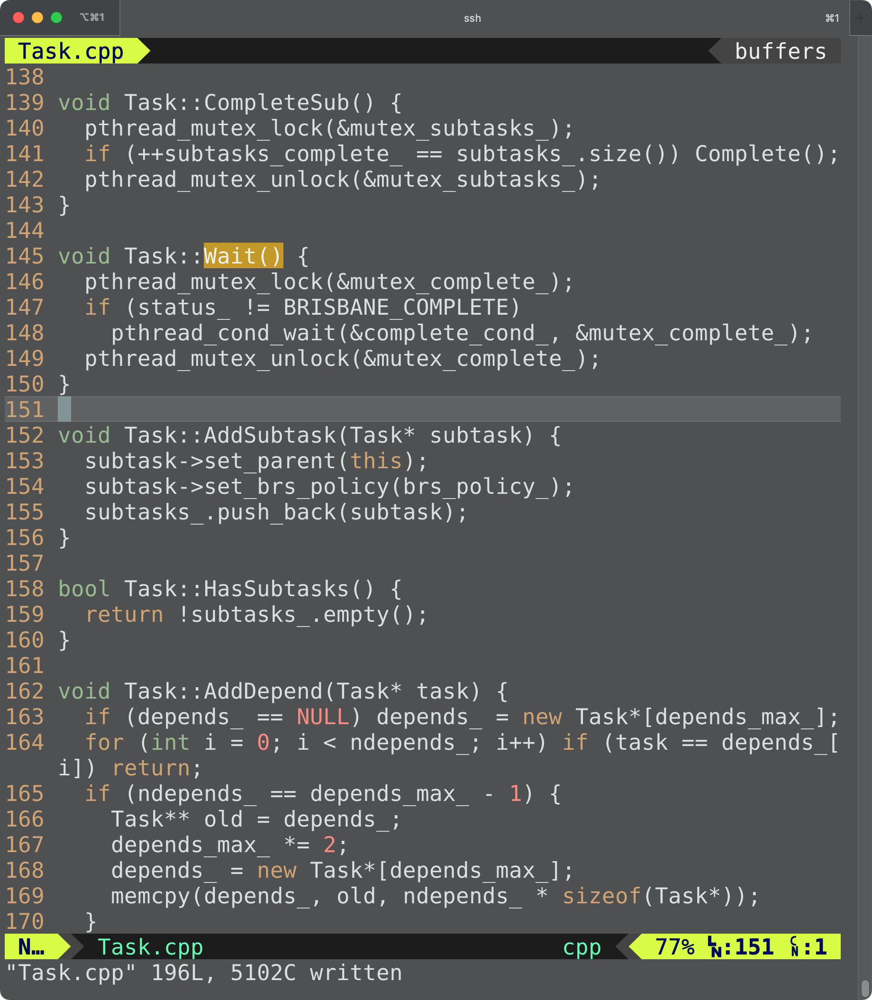 ⌥⌘1 ssh ⌘1 +
Task.cpp buffers
138
139 void Task::CompleteSub() {
140   pthread_mutex_lock(&mutex_subtasks_);
141   if (++subtasks_complete_ == subtasks_.size()) Complete();
142   pthread_mutex_unlock(&mutex_subtasks_);
143 }
144
145 void Task::Wait() {
146   pthread_mutex_lock(&mutex_complete_);
147   if (status_ != BRISBANE_COMPLETE)
148     pthread_cond_wait(&complete_cond_, &mutex_complete_);
149   pthread_mutex_unlock(&mutex_complete_);
150 }
151
152 void Task::AddSubtask(Task* subtask) {
153   subtask->set_parent(this);
154   subtask->set_brs_policy(brs_policy_);
155   subtasks_.push_back(subtask);
156 }
157
158 bool Task::HasSubtasks() {
159   return !subtasks_.empty();
160 }
161
162 void Task::AddDepend(Task* task) {
163   if (depends_ == NULL) depends_ = new Task*[depends_max_];
164   for (int i = 0; i < ndepends_; i++) if (task == depends_[
i]) return;
165   if (ndepends_ == depends_max_ - 1) {
166     Task** old = depends_;
167     depends_max_ *= 2;
168     depends_ = new Task*[depends_max_];
169     memcpy(depends_, old, ndepends_ * sizeof(Task*));
170   }
N… Task.cpp cpp 77% LN:151 CN:1
"Task.cpp" 196L, 5102C written